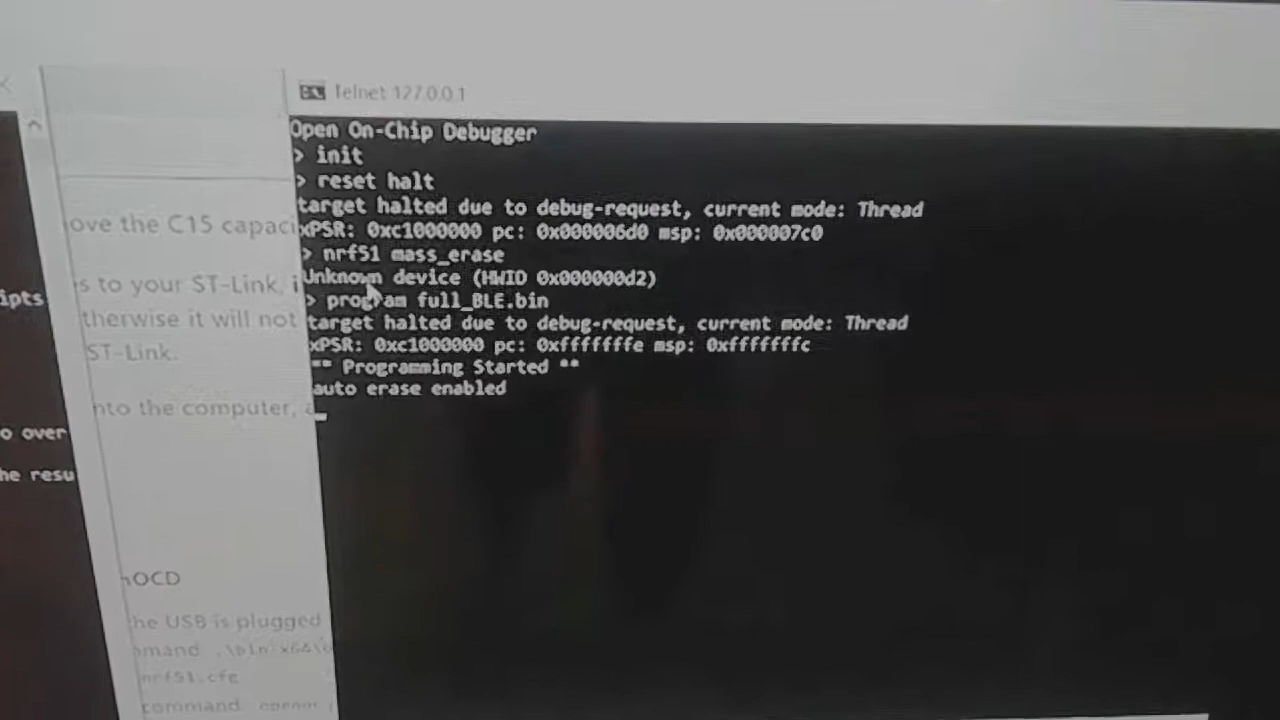 Telnet 127.0.0.1
Open On-Chip Debugger
> init
> reset halt
target halted due to debug-request, current mode: Thread
xPSR: 0xc1000000 pc: 0x000006d0 msp: 0x000007c0
> nrf51 mass_erase
Unknown device (HWID 0x000000d2)
> program full_BLE.bin
target halted due to debug-request, current mode: Thread
xPSR: 0xc1000000 pc: 0xfffffffe msp: 0xfffffffc
** Programming Started **
auto erase enabled
ove the C15 capaci
s to your ST-Link, i
therwise it will not
ST-Link.
nto the computer, a
nOCD
he USB is plugged
mmand .\bin-x64\
nrf51.cfg
command
ipts
o over
he resu